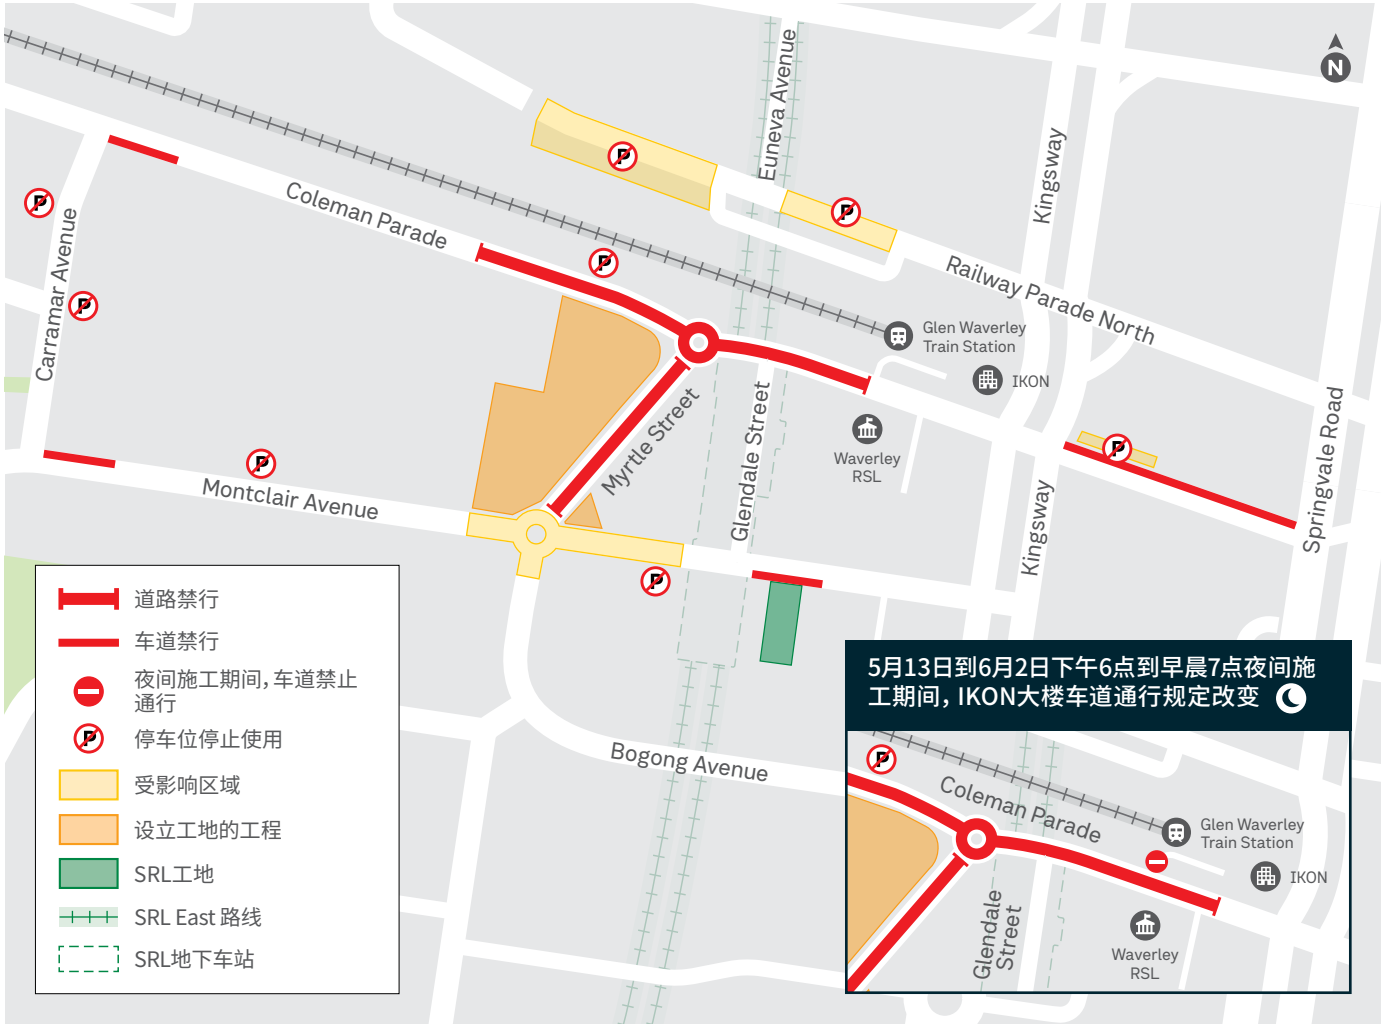 N
Euneva Avenue
Kingsway
Coleman Parade
Carramar Avenue
Railway Parade North
Glen Waverley
Train Station
IKON
Springvale Road
Myrtle Street
Glendale Street
Waverley
RSL
Kingsway
Montclair Avenue
Bogong Avenue
P
P
P
P
P
P
P
P
道路禁行
车道禁行
夜间施工期间，车道禁止
通行
P
停车位停止使用
受影响区域
设立工地的工程
SRL工地
SRL East 路线
SRL地下车站
5月13日到6月2日下午6点到早晨7点夜间施
工期间，IKON大楼车道通行规定改变
P
Coleman Parade
Glen Waverley
Train Station
IKON
Glendale
Street
Waverley
RSL